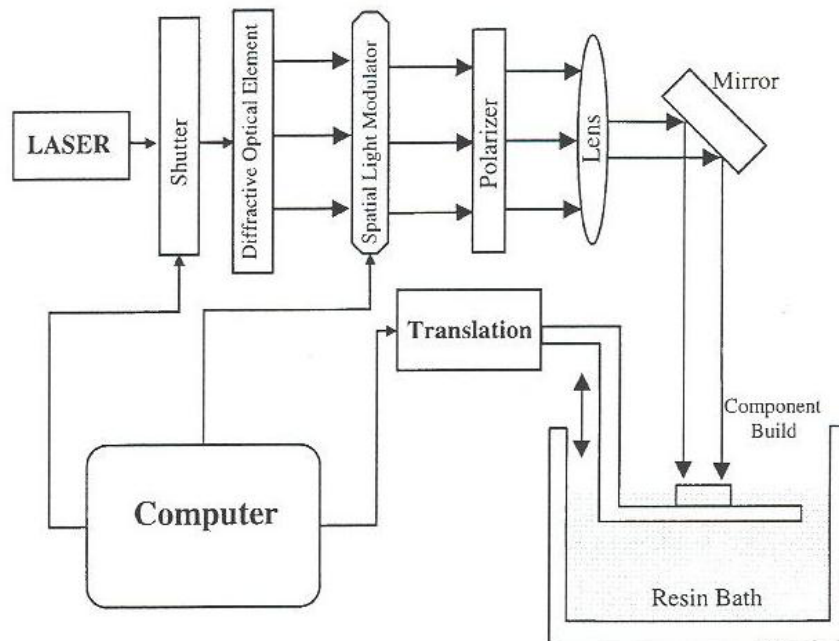 LASER
Shutter
Diffractive Optical Element
Spatial Light Modulator
Polarizer
Lens
Mirror
Translation
Component
Build
Computer
Resin Bath